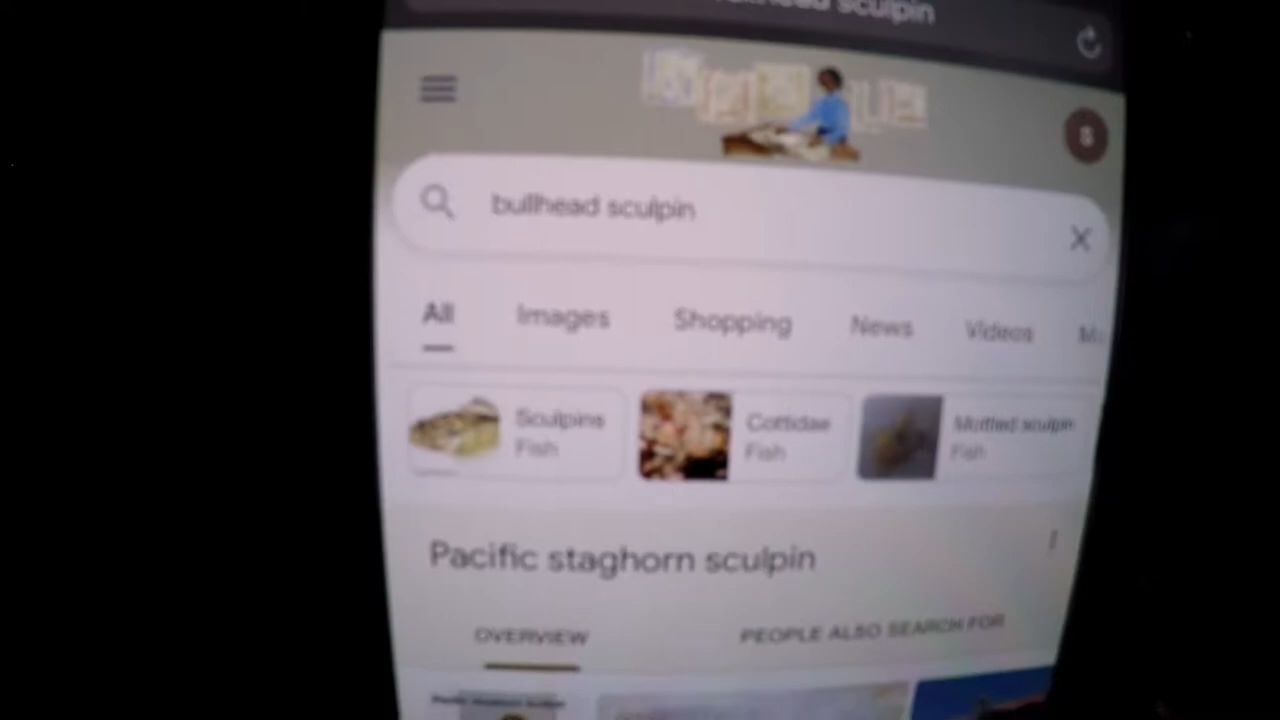 sculpin
S
bullhead sculpin
All Images Shopping News Videos
Sculpins
Fish
Cottidae
Fish
Mottled sculpin
Fish
Pacific staghorn sculpin
OVERVIEW
PEOPLE ALSO SEARCH FOR